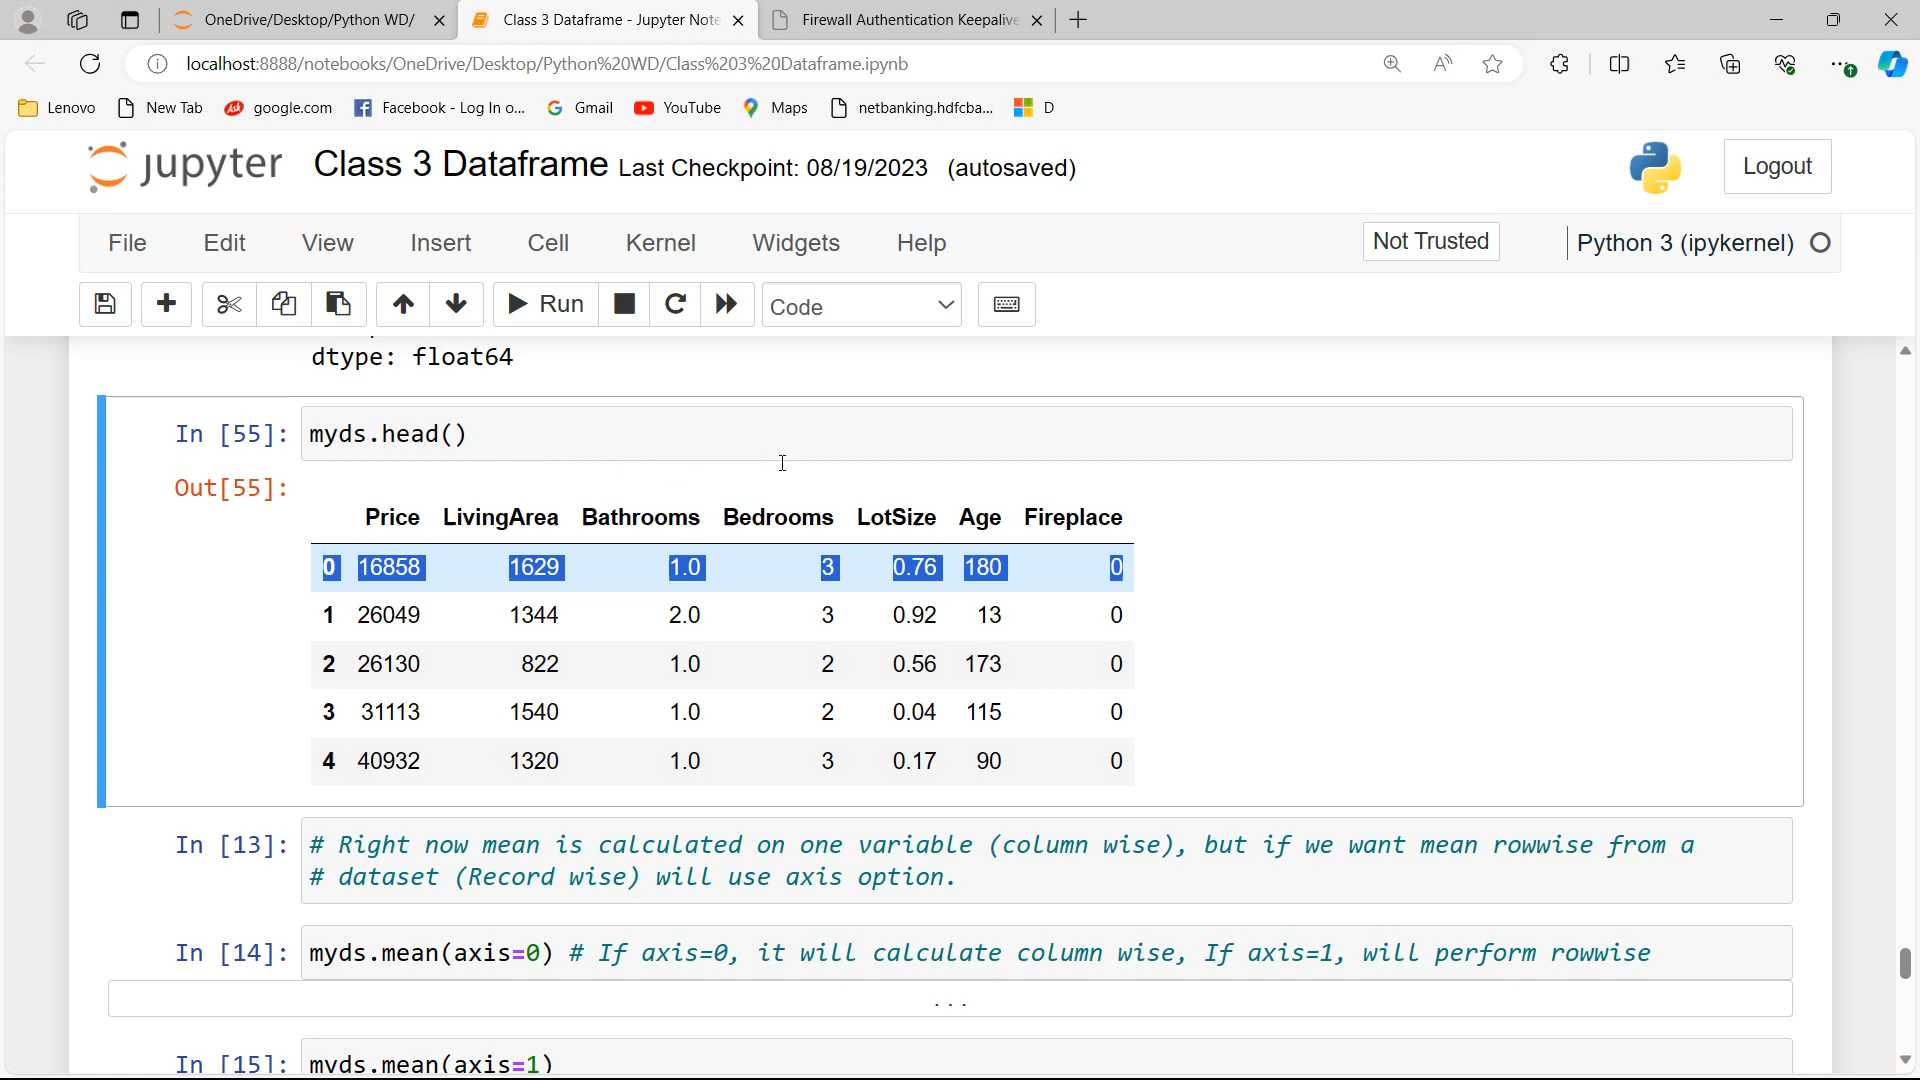 OneDrive/Desktop/Python WD/
Class 3 Dataframe - Jupyter Note
Firewall Authentication Keepalive
localhost:8888/notebooks/OneDrive/Desktop/Python%20WD/Class%203%20Dataframe.ipynb
Lenovo New Tab google.com Facebook - Log In o... Gmail YouTube Maps netbanking.hdfcba... D
jupyter Class 3 Dataframe Last Checkpoint: 08/19/2023 (autosaved) Logout
File Edit View Insert Cell Kernel Widgets Help Not Trusted Python 3 (ipykernel)
Run Code
dtype: float64
In [55]: myds.head()
Out[55]:
Price LivingArea Bathrooms Bedrooms LotSize Age Fireplace
0 16858 1629 1.0 3 0.76 180 0
1 26049 1344 2.0 3 0.92 13 0
2 26130 822 1.0 2 0.56 173 0
3 31113 1540 1.0 2 0.04 115 0
4 40932 1320 1.0 3 0.17 90 0
In [13]: # Right now mean is calculated on one variable (column wise), but if we want mean rowwise from a
# dataset (Record wise) will use axis option.
In [14]: myds.mean(axis=0) # If axis=0, it will calculate column wise, If axis=1, will perform rowwise
...
In [15]: myds.mean(axis=1)